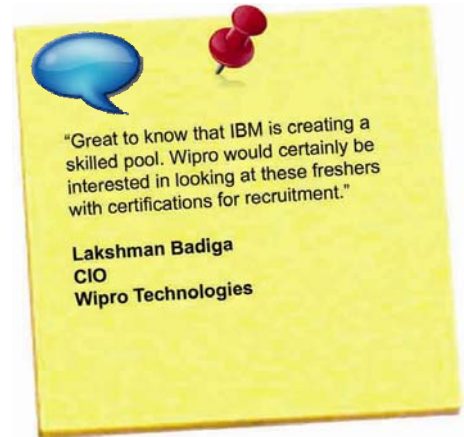 "Great to know that IBM is creating a
skilled pool. Wipro would certainly be
interested in looking at these freshers
with certifications for recruitment."
Lakshman Badiga
CIO
Wipro Technologies